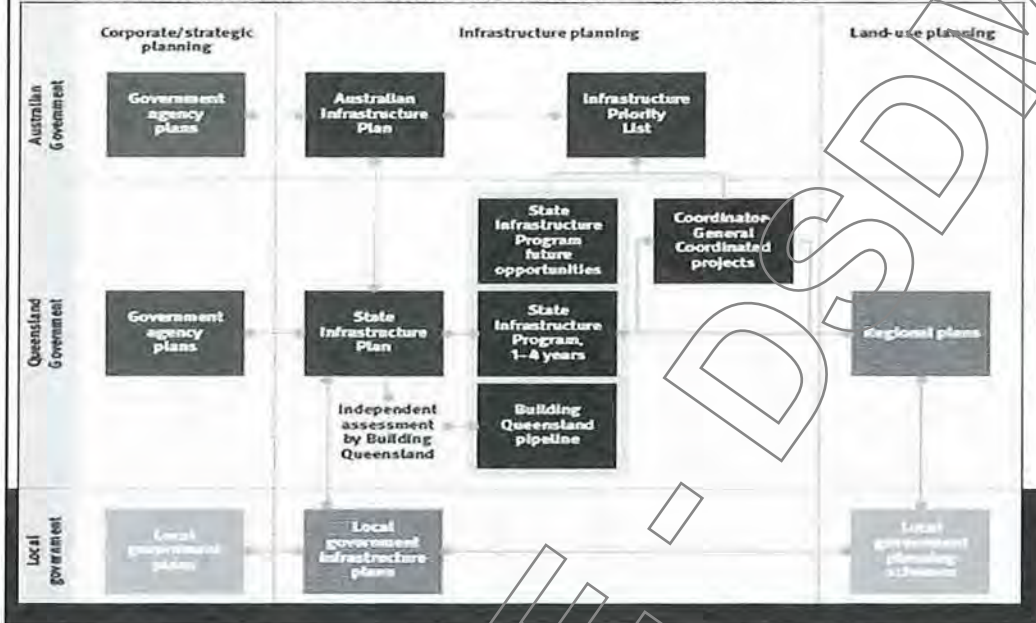 Corporate/strategic
planning
Infrastructure planning
Land-use planning
Australian
Government
Government
agency
plans
Australian
Infrastructure
Plan
Infrastructure
Priority
List
Queensland
Government
State
Infrastructure
Program
future
opportunities
Coordinator-
General
Coordinated
projects
Government
agency
plans
State
Infrastructure
Plan
State
Infrastructure
Program,
1–4 years
Regional plans
Independent
assessment
by Building
Queensland
Building
Queensland
pipeline
Local
government
Local
government
plans
Local
government
infrastructure
plans
Local
government
planning
schemes
- DSDM